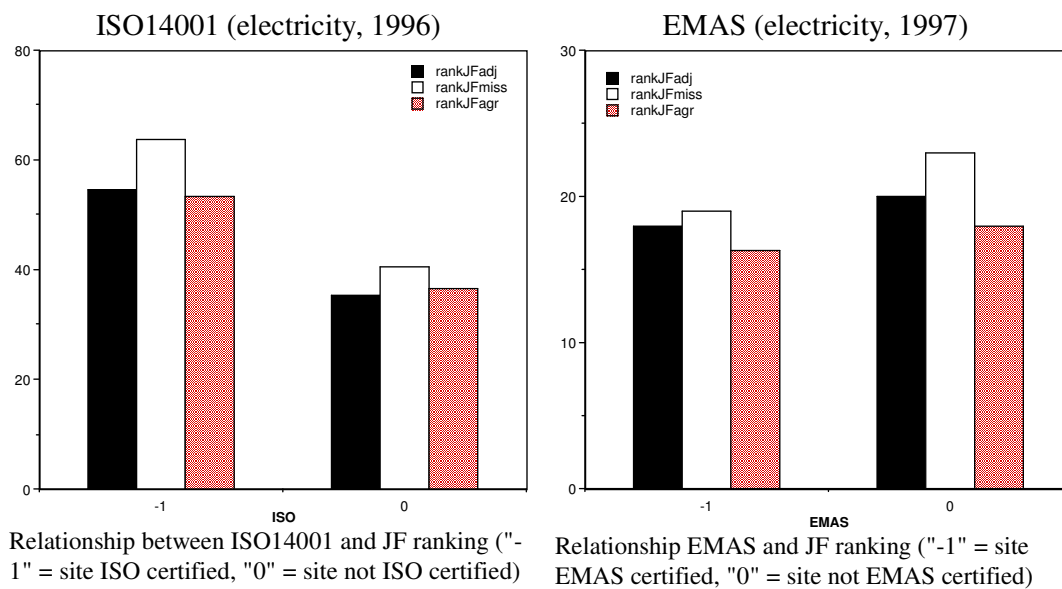 ISO14001 (electricity, 1996)
80
60
40
20
0
rankJFadj
rankJFmiss
rankJFagr
-1
0
ISO
Relationship between ISO14001 and JF ranking ("-
1" = site ISO certified, "0" = site not ISO certified)
EMAS (electricity, 1997)
30
20
10
0
rankJFadj
rankJFmiss
rankJFagr
-1
0
EMAS
Relationship EMAS and JF ranking ("-1" = site
EMAS certified, "0" = site not EMAS certified)